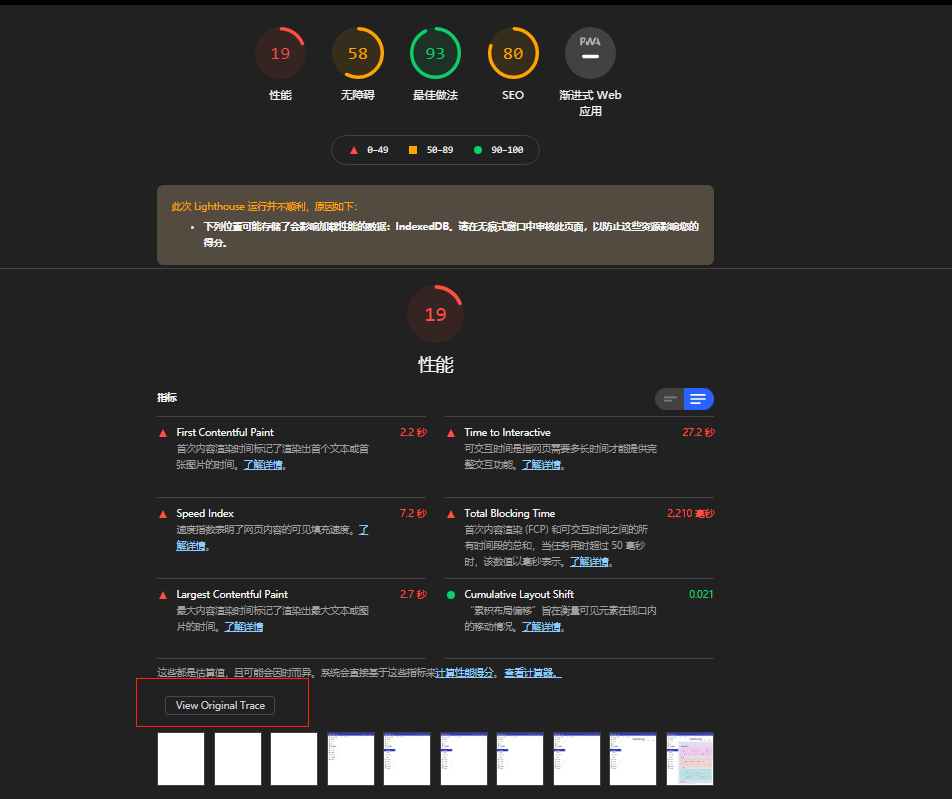 19
58
93
80
PWA
性能
无障碍
最佳做法
SEO
渐进式 Web
应用
0–49
50–89
90–100
此次 Lighthouse 运行并不顺利，原因如下：
• 下列位置可能存储了会影响加载性能的数据：IndexedDB。请在无痕式窗口中审核此页面，以防止这些资源影响您的
得分。
19
性能
指标
First Contentful Paint 2.2 秒
首次内容渲染时间标记了渲染出首个文本或首
张图片的时间。了解详情。
Time to Interactive 27.2 秒
可交互时间是指网页需要多长时间才能提供完
整交互功能。了解详情。
Speed Index 7.2 秒
速度指数表明了网页内容的可见填充速度。了
解详情。
Total Blocking Time 2,210 毫秒
首次内容渲染 (FCP) 和可交互时间之间的所
有时间段的总和，当任务用时超过 50 毫秒
时，该数值以毫秒表示。了解详情。
Largest Contentful Paint 2.7 秒
最大内容渲染时间标记了渲染出最大文本或图
片的时间。了解详情
Cumulative Layout Shift 0.021
“累积布局偏移”旨在衡量可见元素在视口内
的移动情况。了解详情。
这些都是估算值，且可能会因时而异。系统会直接基于这些指标来计算性能得分。查看计算器。
View Original Trace